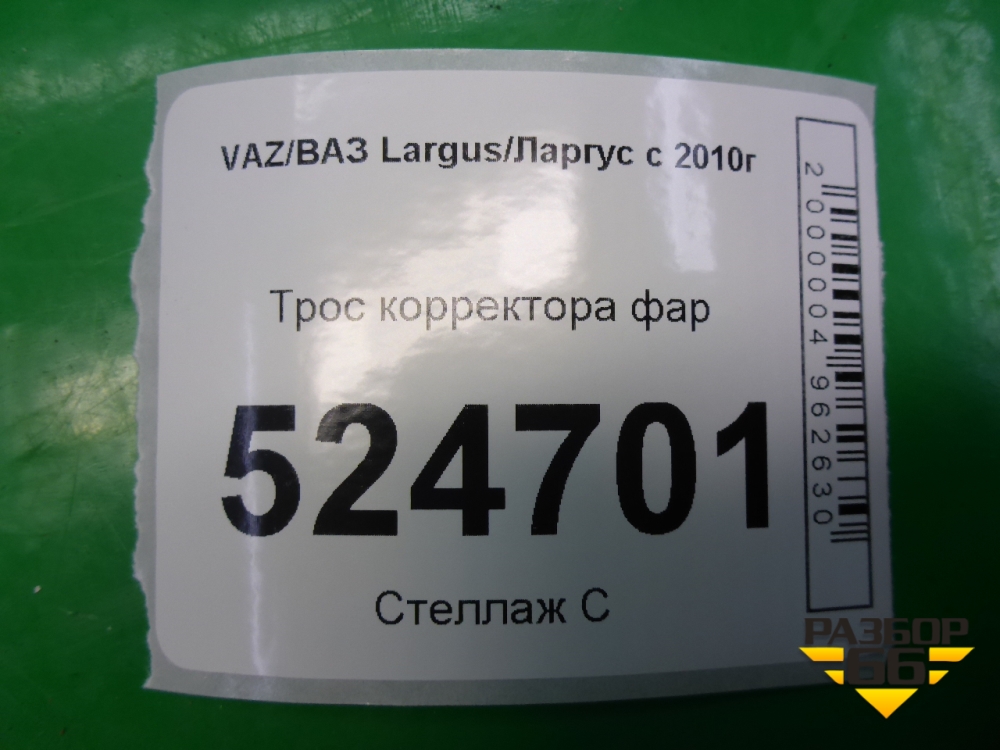 VAZ/ВАЗ Largus/Ларгус с 2010г
Трос корректора фар
524701
Стеллаж С
2000004962630
РАЗБОР
66